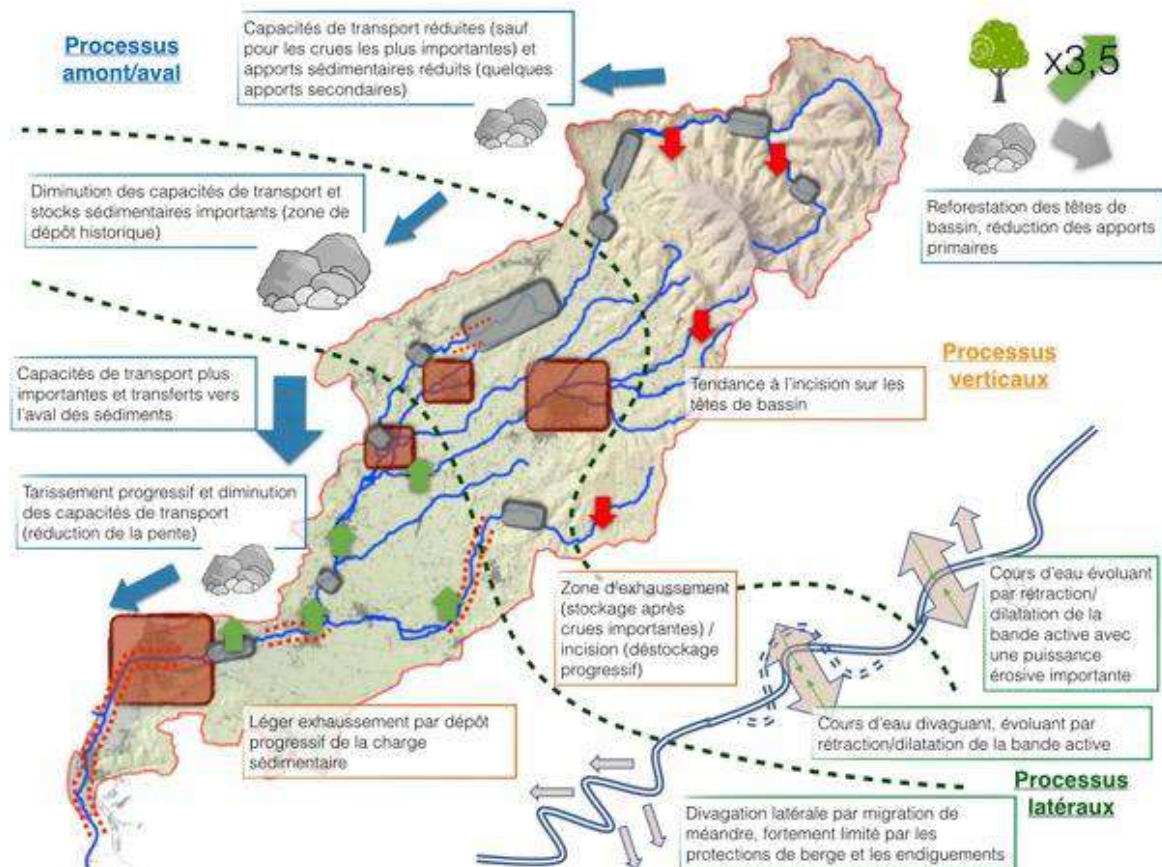 Processus
amont/aval
Capacités de transport réduites (sauf
pour les crues les plus importantes) et
apports sédimentaires réduits (quelques
apports secondaires)
x3,5
Diminution des capacités de transport et
stocks sédimentaires importants (zone de
dépôt historique)
Reforestation des têtes de
bassin, réduction des apports
primaires
Capacités de transport plus
importantes et transferts vers
l'aval des sédiments
Processus
verticaux
Tendance à l'incision sur les
têtes de bassin
Tarissement progressif et diminution
des capacités de transport
(réduction de la pente)
Zone d'exhaussement
(stockage après
crues importantes) /
incision (déstockage
progressif)
Cours d'eau évoluant
par rétraction/
dilatation de la
bande active avec
une puissance
érosive importante
Léger exhaussement par dépôt
progressif de la charge
sédimentaire
Cours d'eau divaguant, évoluant par
rétraction/dilatation de la bande active
Processus
latéraux
Divagation latérale par migration de
méandre, fortement limité par les
protections de berge et les endiguements